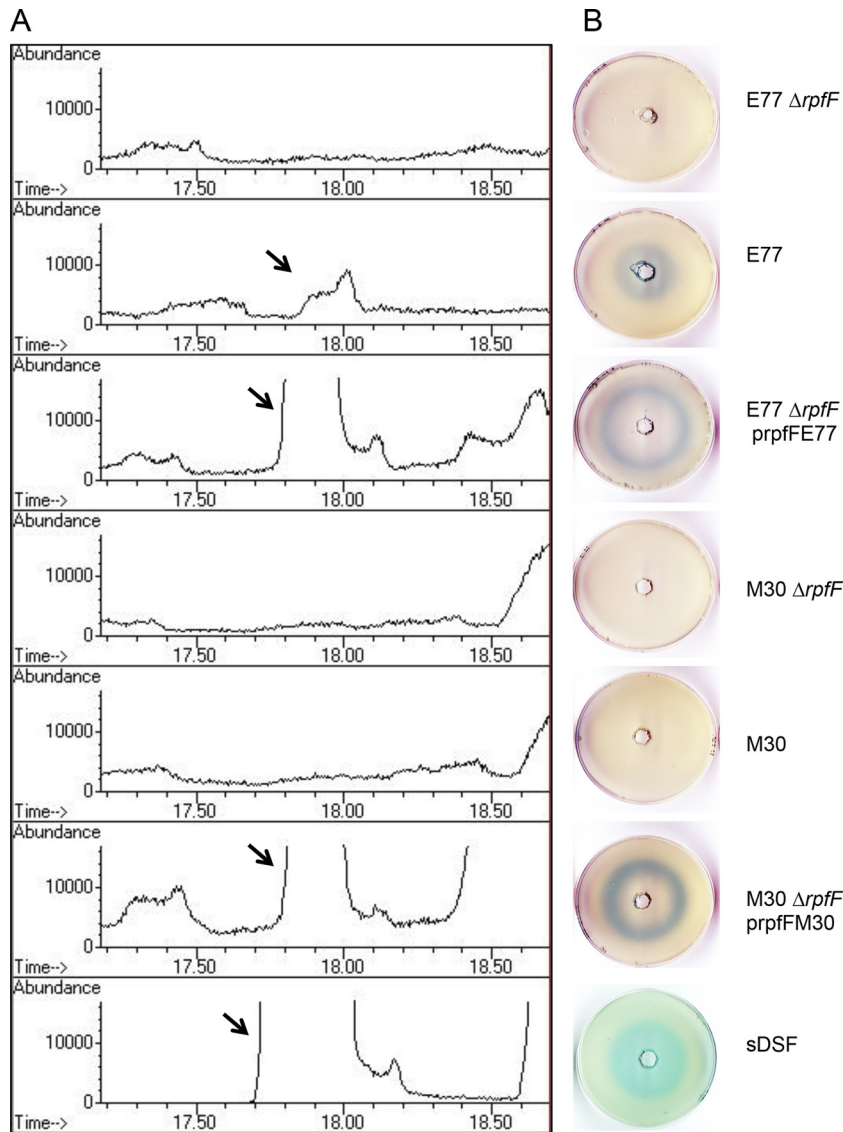 A
B
Abundance
10000
0
Time-->
17.50
18.00
18.50
E77 ΔrpfF
Abundance
10000
0
Time-->
17.50
18.00
18.50
E77
Abundance
10000
0
Time-->
17.50
18.00
18.50
E77 ΔrpfF
prpfFE77
Abundance
10000
0
Time-->
17.50
18.00
18.50
M30 ΔrpfF
Abundance
10000
0
Time-->
17.50
18.00
18.50
M30
Abundance
10000
0
Time-->
17.50
18.00
18.50
M30 ΔrpfF
prpfFM30
Abundance
10000
0
Time-->
17.50
18.00
18.50
sDSF